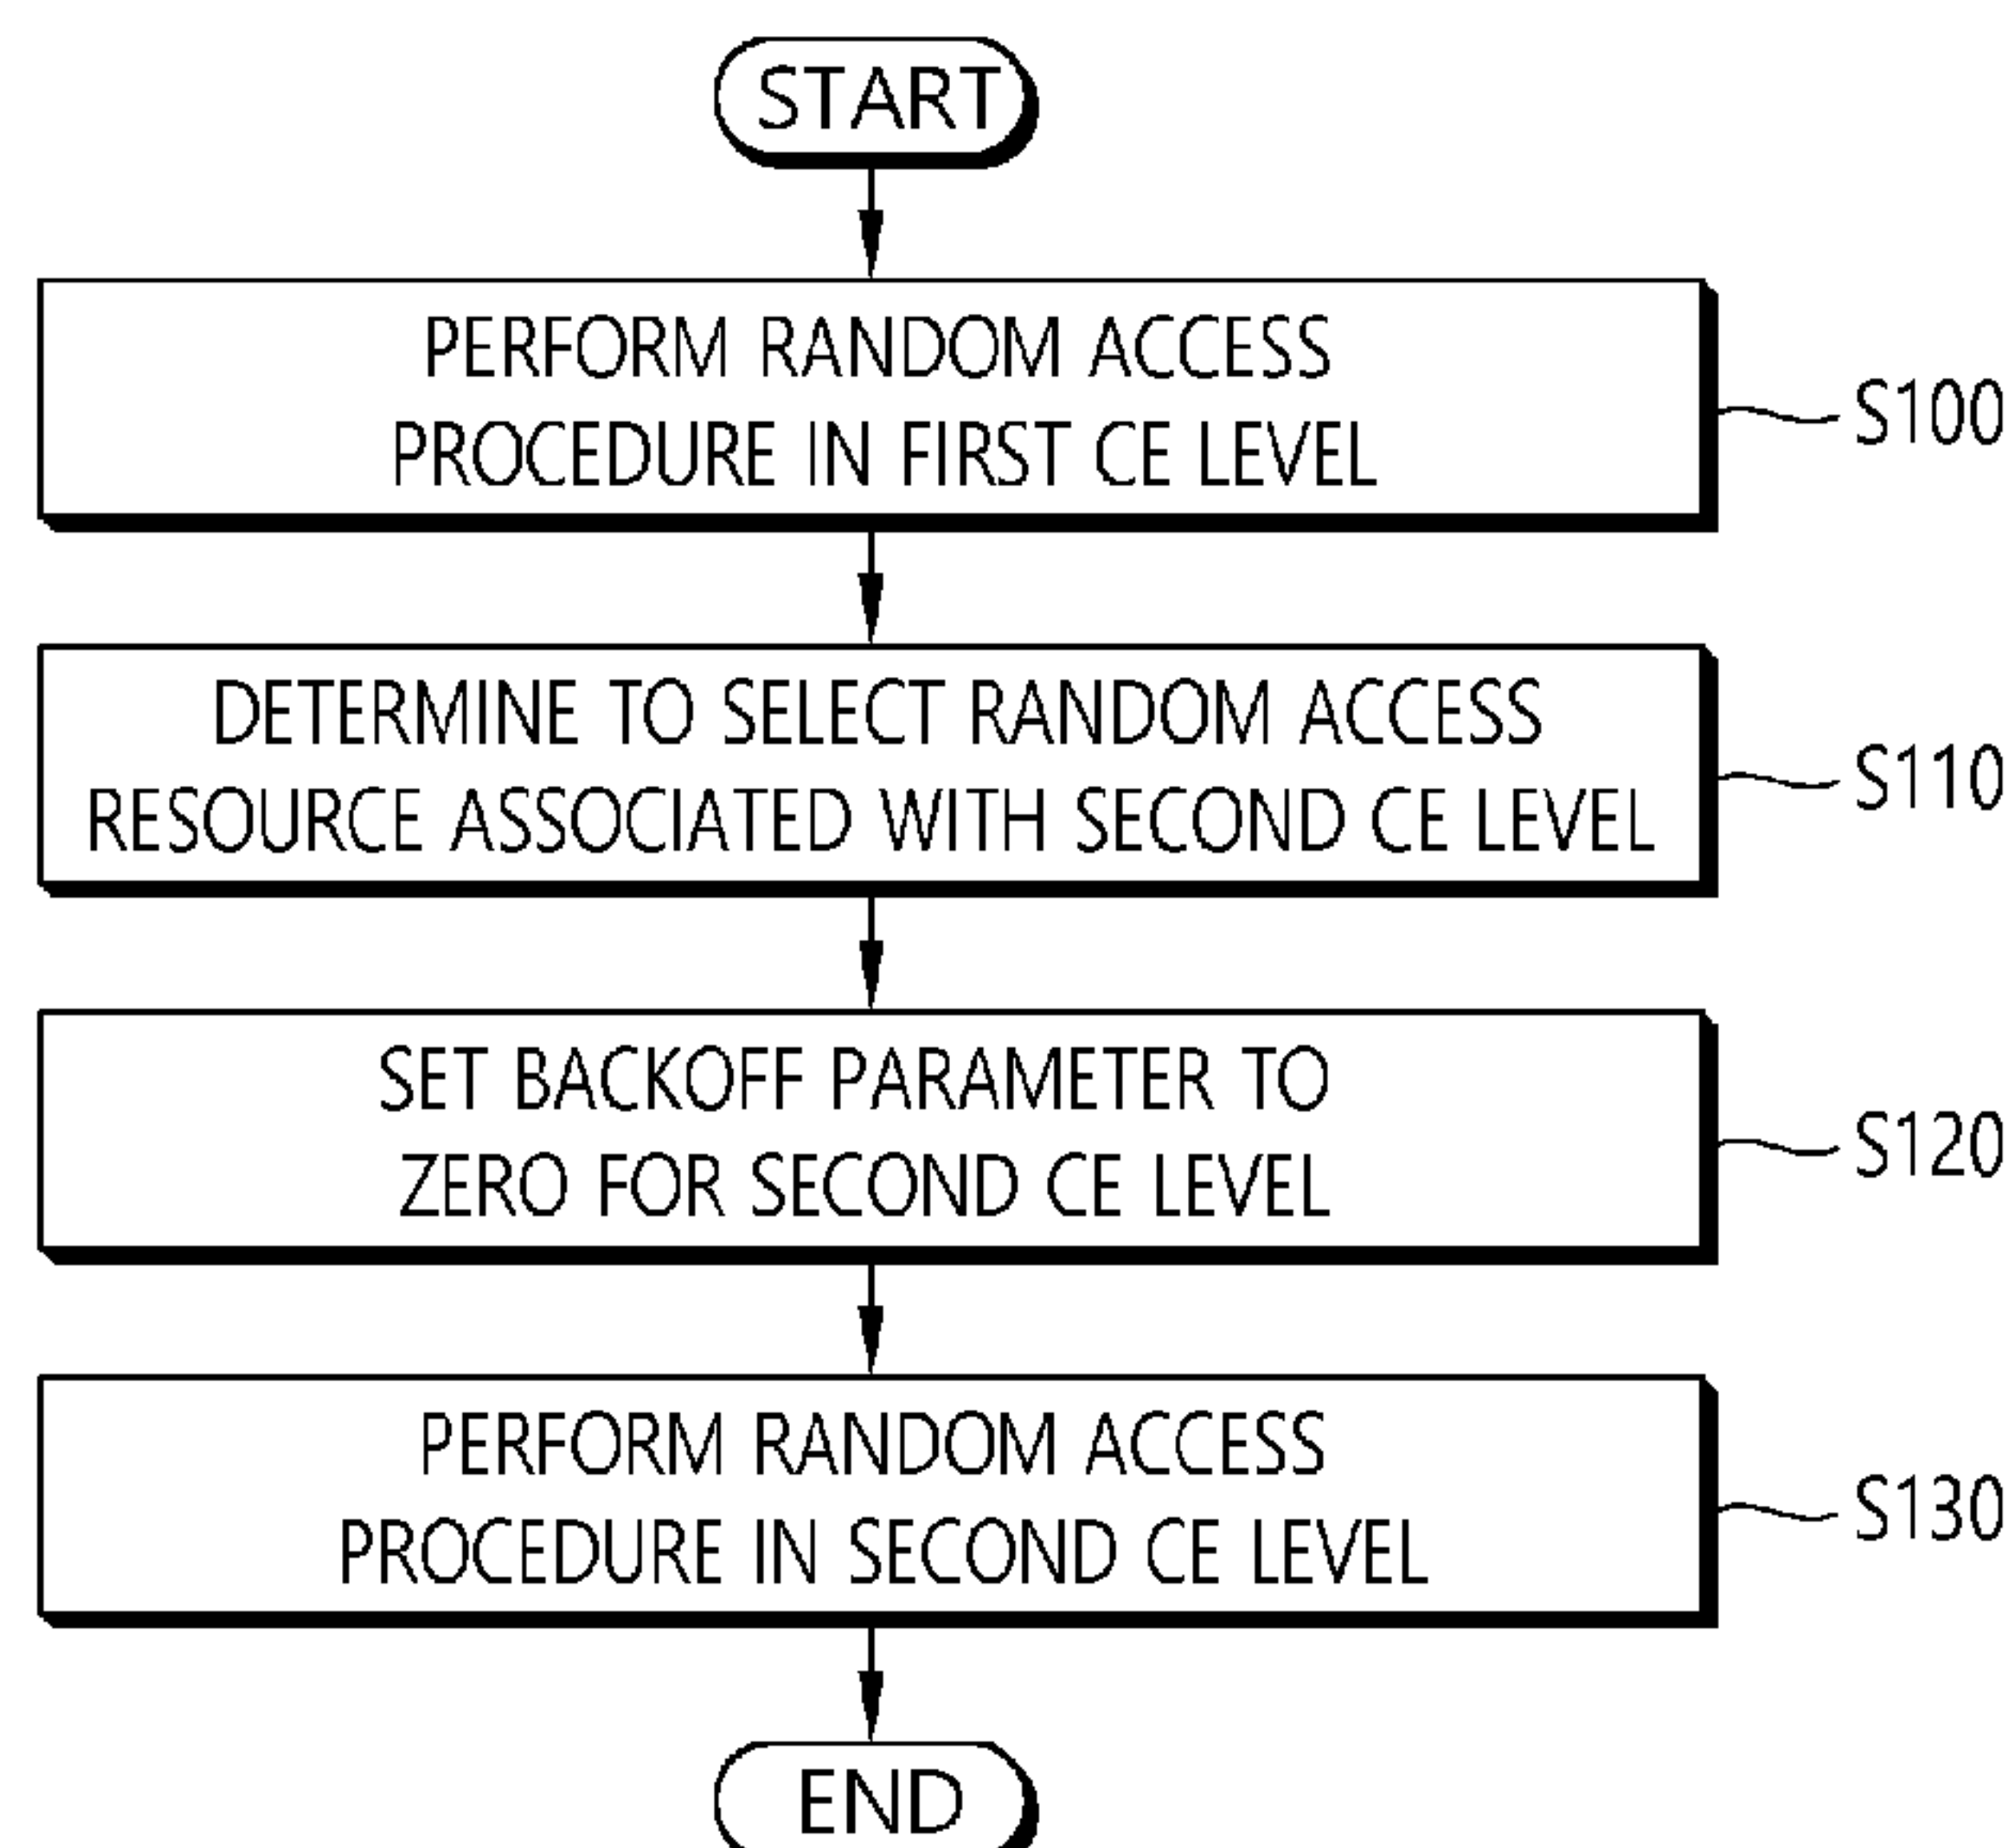 START
PERFORM RANDOM ACCESS
PROCEDURE IN FIRST CE LEVEL
S100
DETERMINE TO SELECT RANDOM ACCESS
RESOURCE ASSOCIATED WITH SECOND CE LEVEL
S110
SET BACKOFF PARAMETER TO
ZERO FOR SECOND CE LEVEL
S120
PERFORM RANDOM ACCESS
PROCEDURE IN SECOND CE LEVEL
S130
END